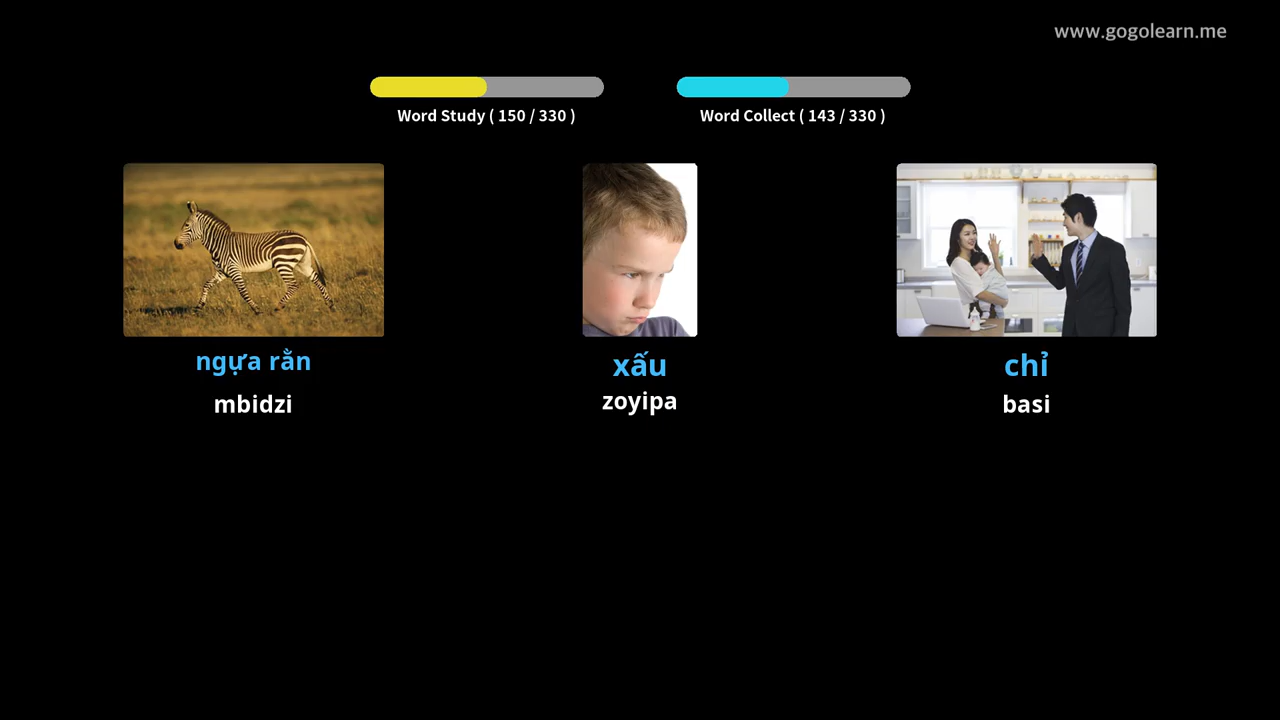 www.gogolearn.me
Word Study ( 150 / 330 )
Word Collect ( 143 / 330 )
ngựa rằn
xấu
chỉ
mbidzi
zoyipa
basi